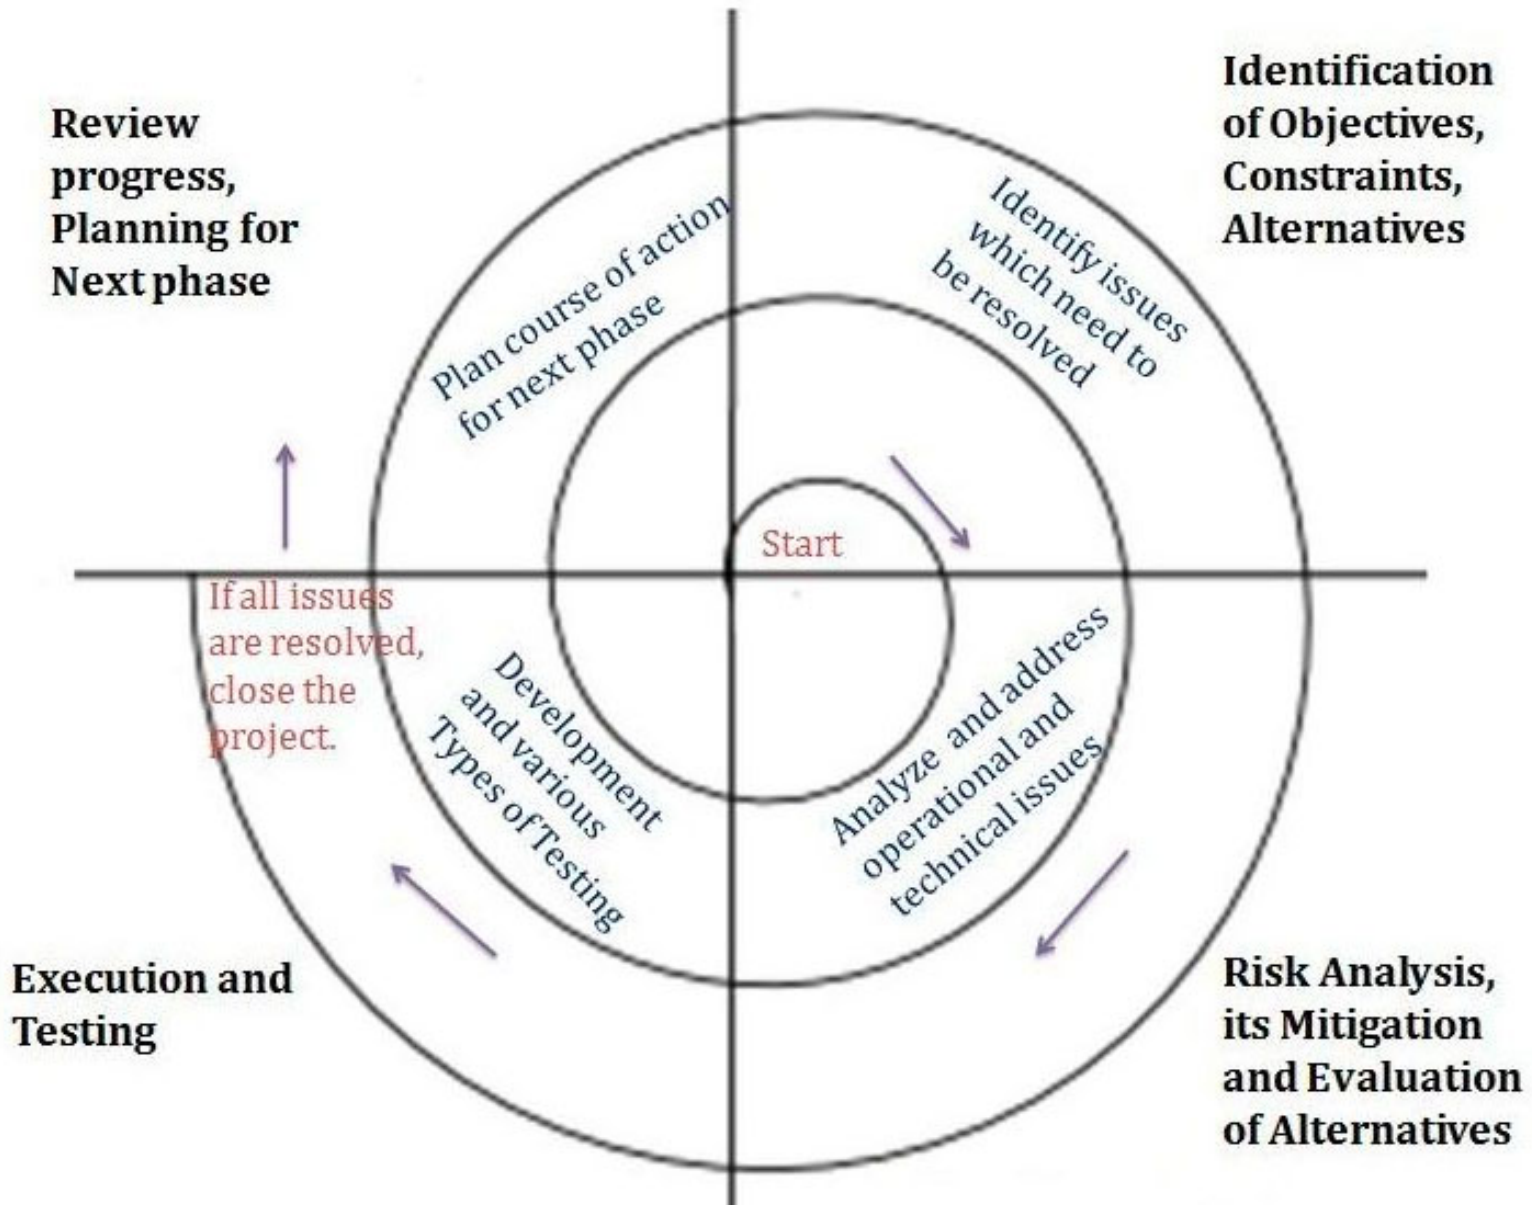 Review
progress,
Planning for
Next phase
Identification
of Objectives,
Constraints,
Alternatives
Plan course of action
for next phase
Identify issues
which need to
be resolved
Start
If all issues
are resolved,
close the
project.
Development
and various
Types of Testing
Analyze and address
operational and
technical issues
Execution and
Testing
Risk Analysis,
its Mitigation
and Evaluation
of Alternatives